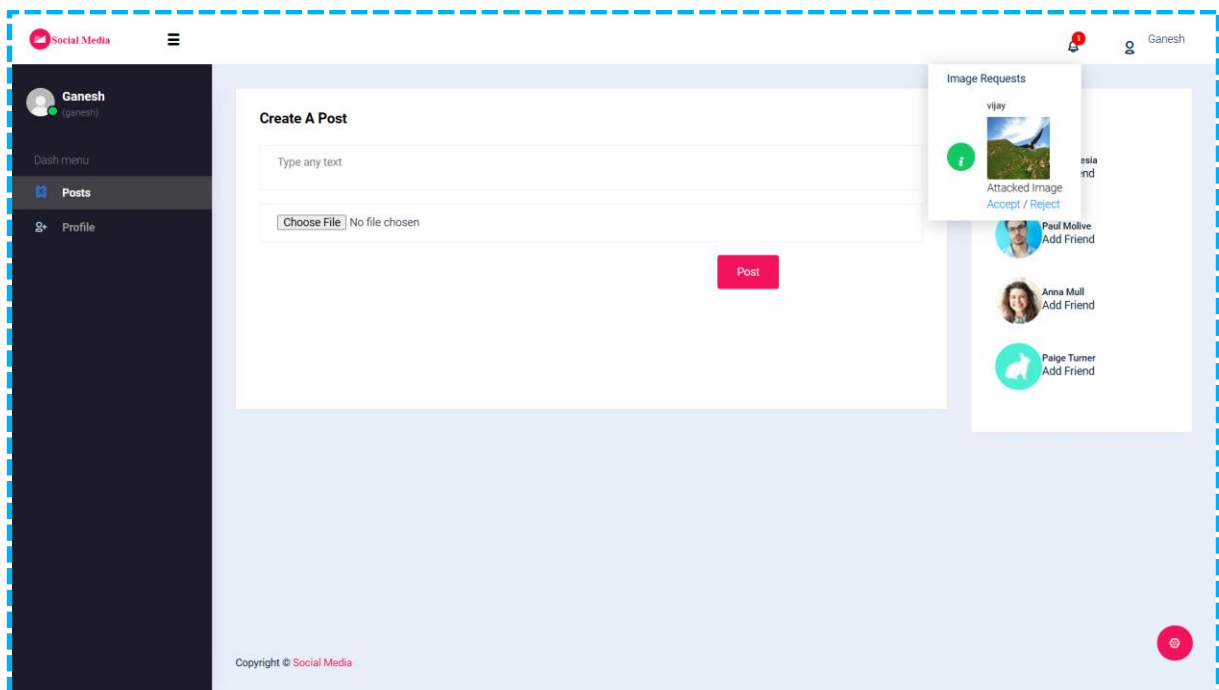 Social Media
1
Ganesh
Ganesh
(ganesh)
Dash menu
Posts
Profile
Create A Post
Type any text
Choose File No file chosen
Post
Image Requests
vijay
i
Attacked Image
Accept / Reject
Paul Molive
Add Friend
Anna Mull
Add Friend
Paige Turner
Add Friend
Copyright © Social Media